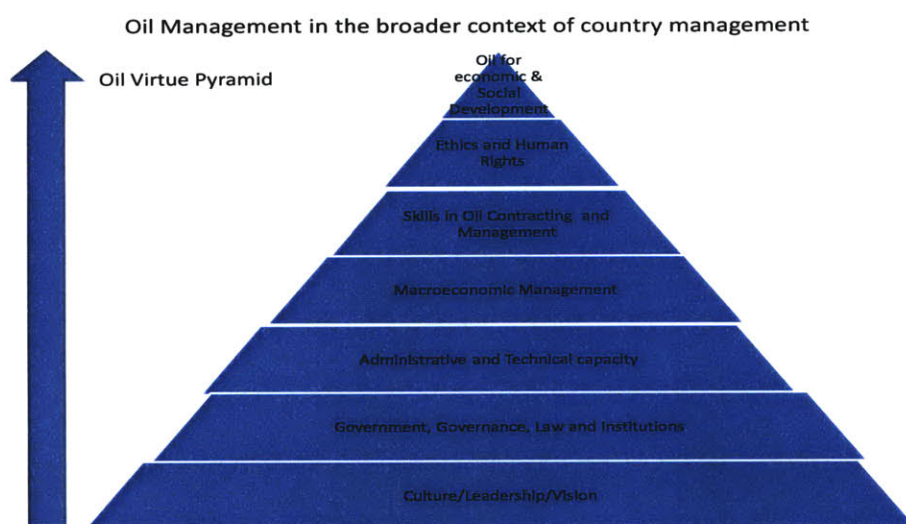 Oil Management in the broader context of country management
Oil Virtue Pyramid
Oil for
economic &
Social
Development
Ethics and Human
Rights
Skills in Oil Contracting and
Management
Macroeconomic Management
Administrative and Technical capacity
Government, Governance, Law and Institutions
Culture/Leadership/Vision